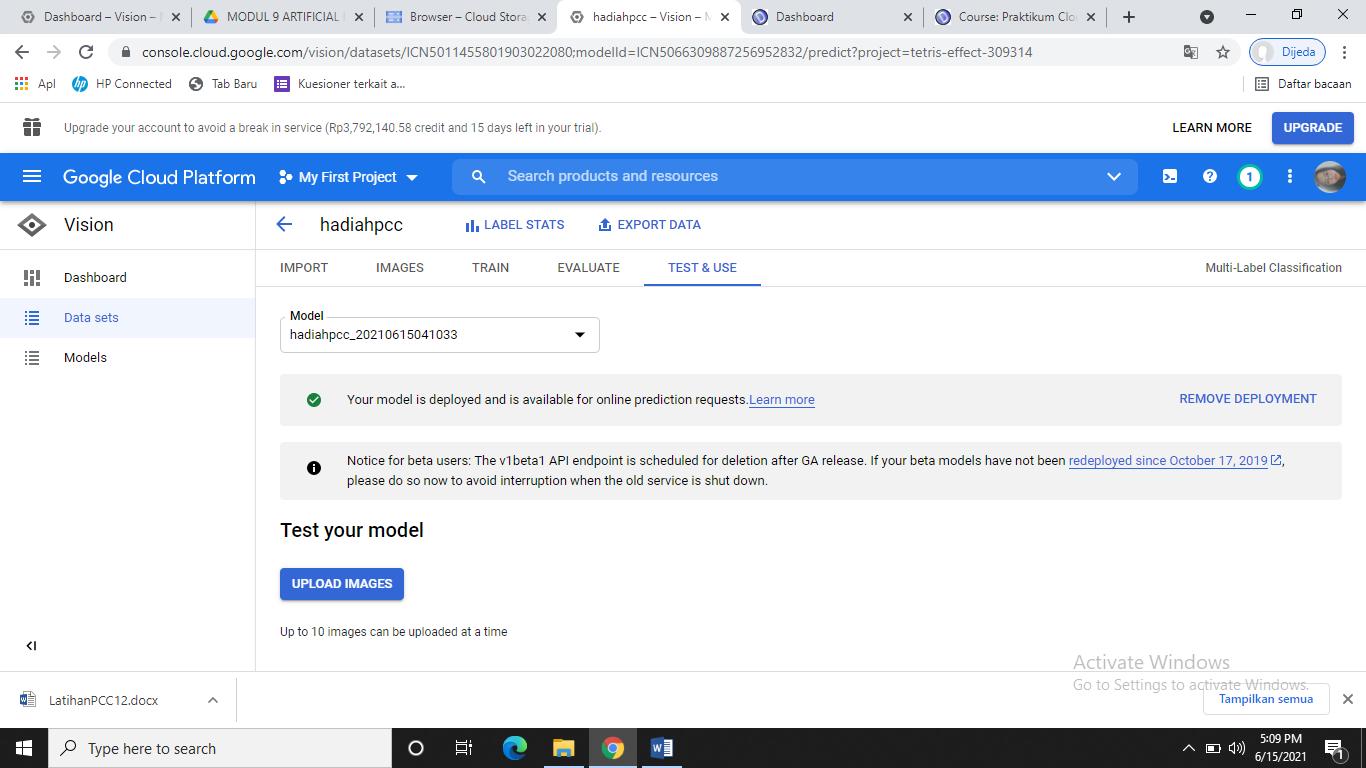 Dashboard – Vision –
MODUL 9 ARTIFICIAL
Browser – Cloud Stora
hadiahpcc – Vision –
Dashboard
Course: Praktikum Clo
console.cloud.google.com/vision/datasets/ICN5011455801903022080;modelId=ICN5066309887256952832/predict?project=tetris-effect-309314
Dijeda
Apl
HP Connected
Tab Baru
Kuesioner terkait a...
Daftar bacaan
Upgrade your account to avoid a break in service (Rp3,792,140.58 credit and 15 days left in your trial).
LEARN MORE
UPGRADE
Google Cloud Platform
My First Project
Search products and resources
1
Vision
hadiahpcc
LABEL STATS
EXPORT DATA
Dashboard
Data sets
Models
IMPORT
IMAGES
TRAIN
EVALUATE
TEST & USE
Multi-Label Classification
Model
hadiahpcc_20210615041033
Your model is deployed and is available for online prediction requests.Learn more
REMOVE DEPLOYMENT
Notice for beta users: The v1beta1 API endpoint is scheduled for deletion after GA release. If your beta models have not been redeployed since October 17, 2019,
please do so now to avoid interruption when the old service is shut down.
Test your model
UPLOAD IMAGES
Up to 10 images can be uploaded at a time
Activate Windows
Go to Settings to activate Windows.
LatihanPCC12.docx
Tampilkan semua
Type here to search
5:09 PM
6/15/2021
1